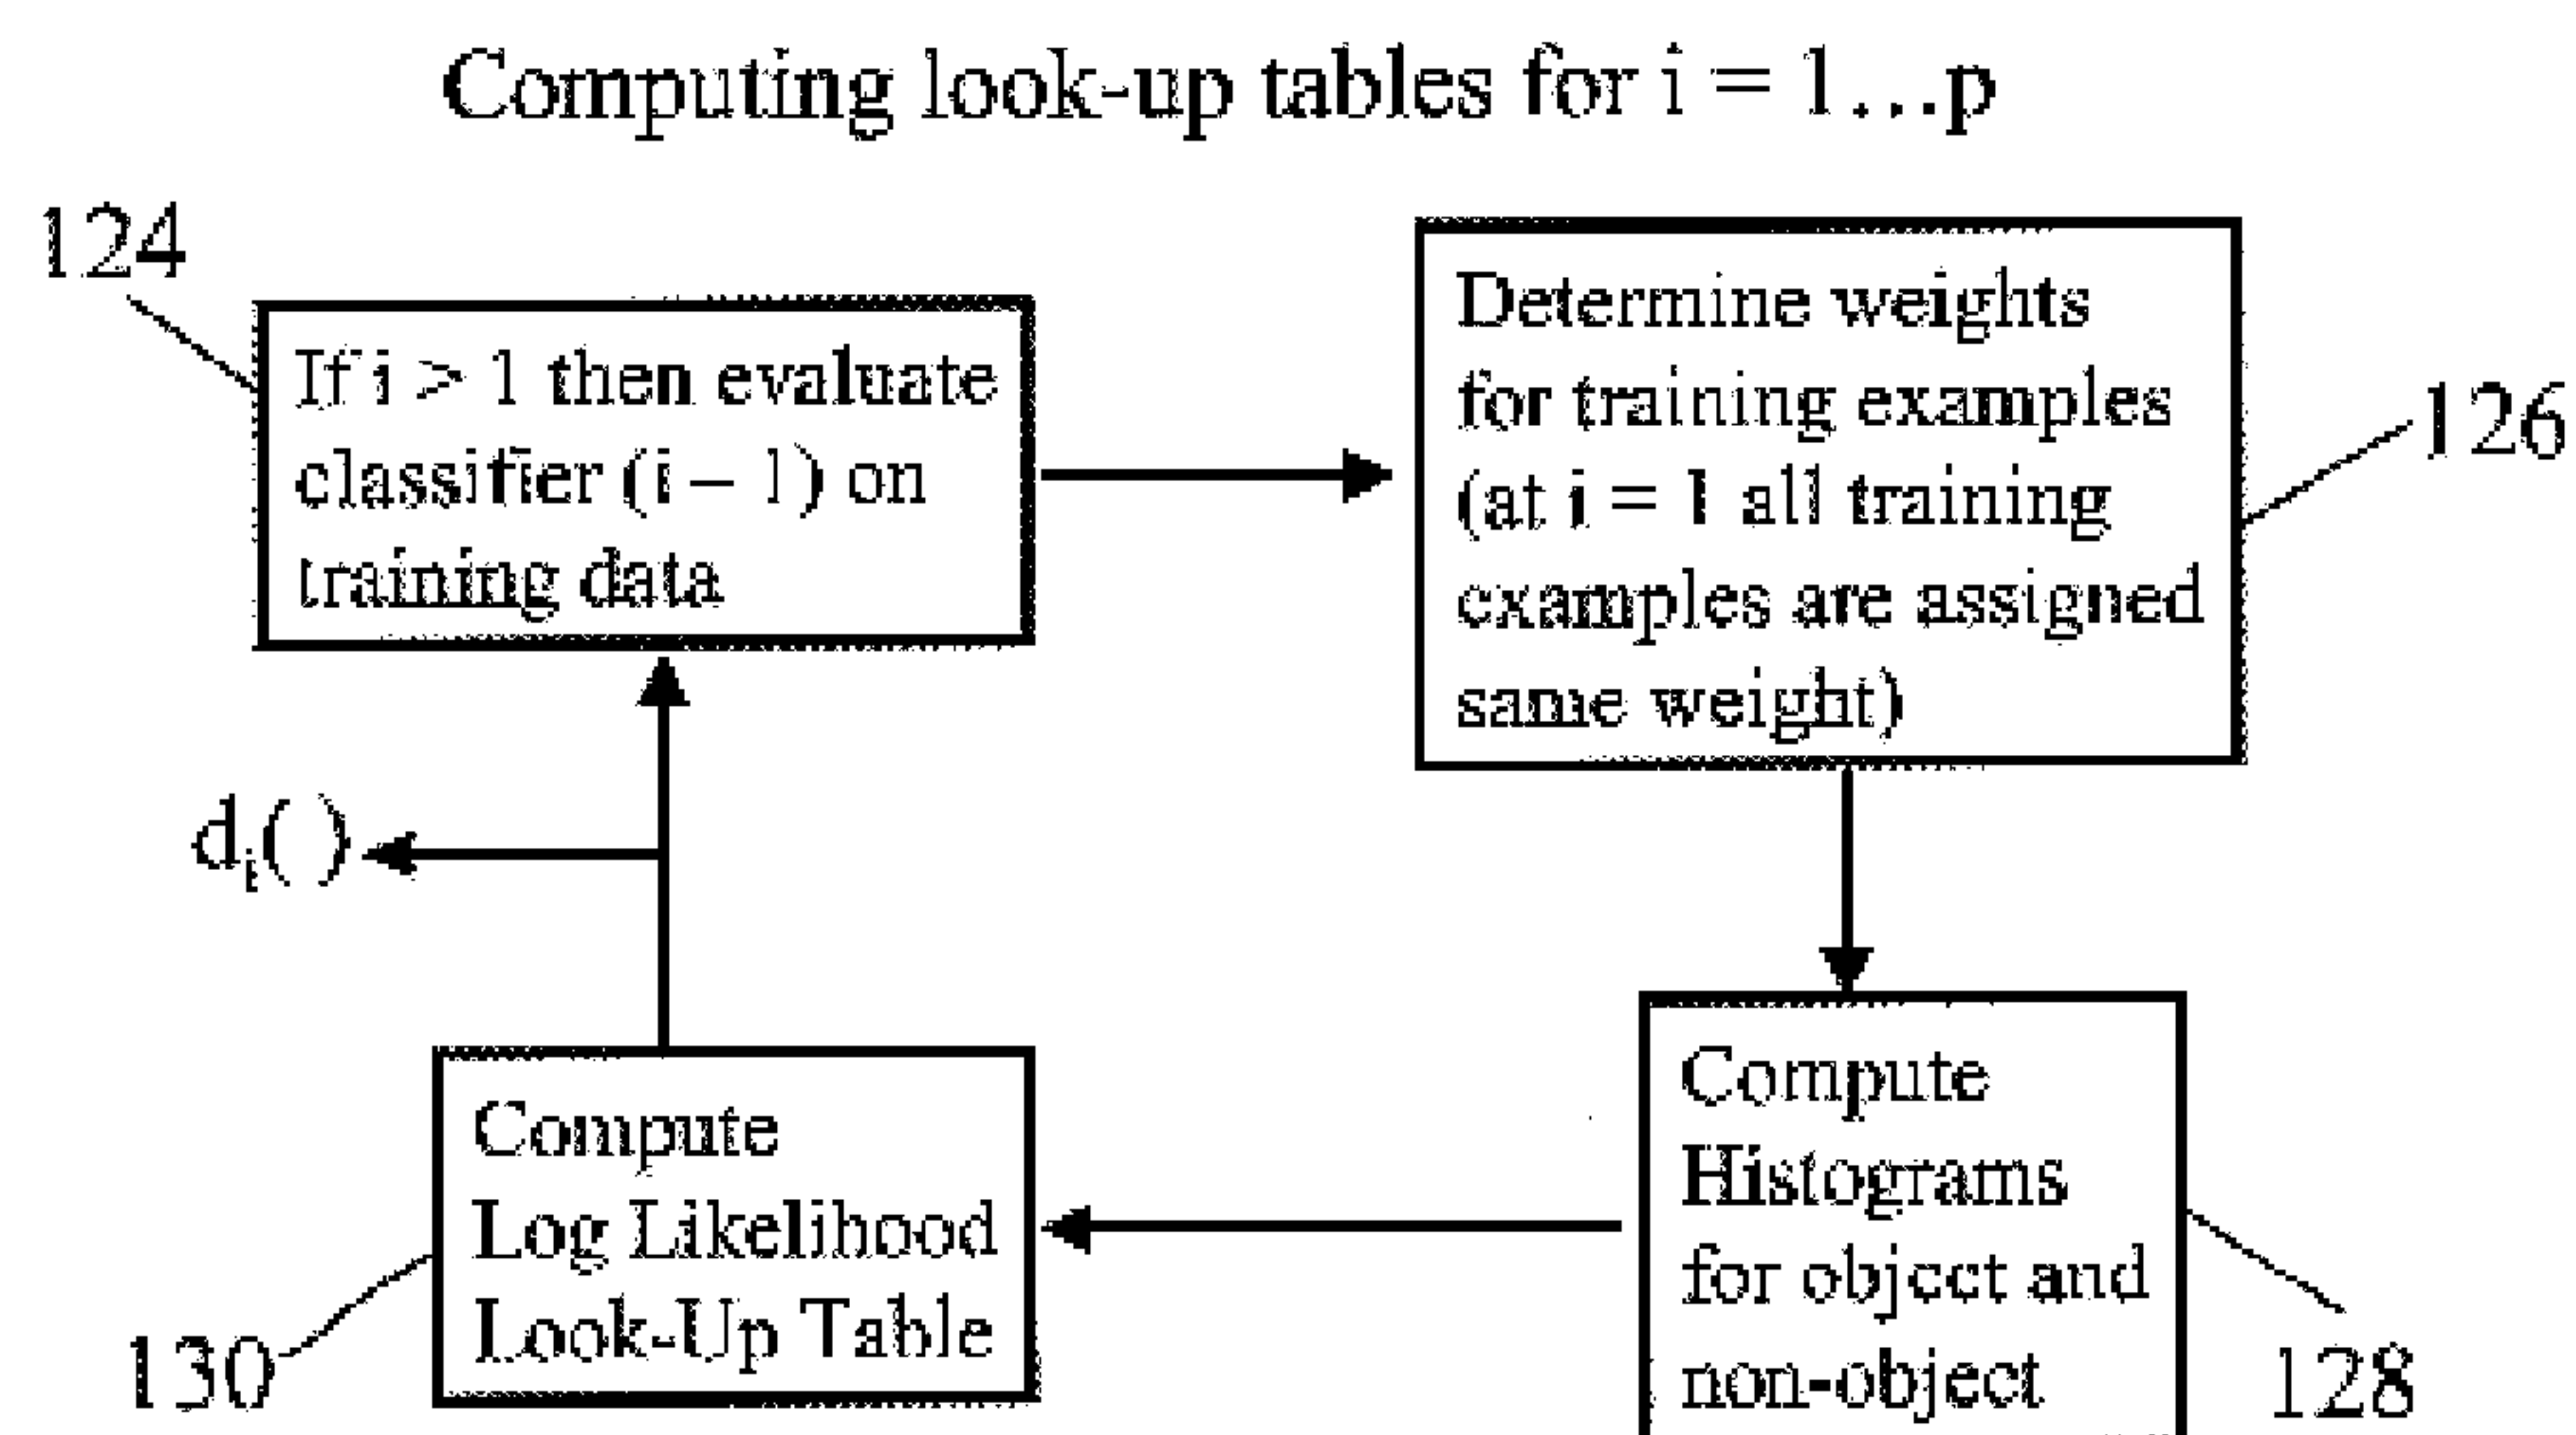 Computing look-up tables for i = 1...p
124
If i > 1 then evaluate
classifier (i – 1) on
training data
Determine weights
for training examples
(at i = 1 all training
examples are assigned
same weight)
126
dᵢ( )
Compute
Log Likelihood
Look-Up Table
130
Compute
Histograms
for object and
non-object
128